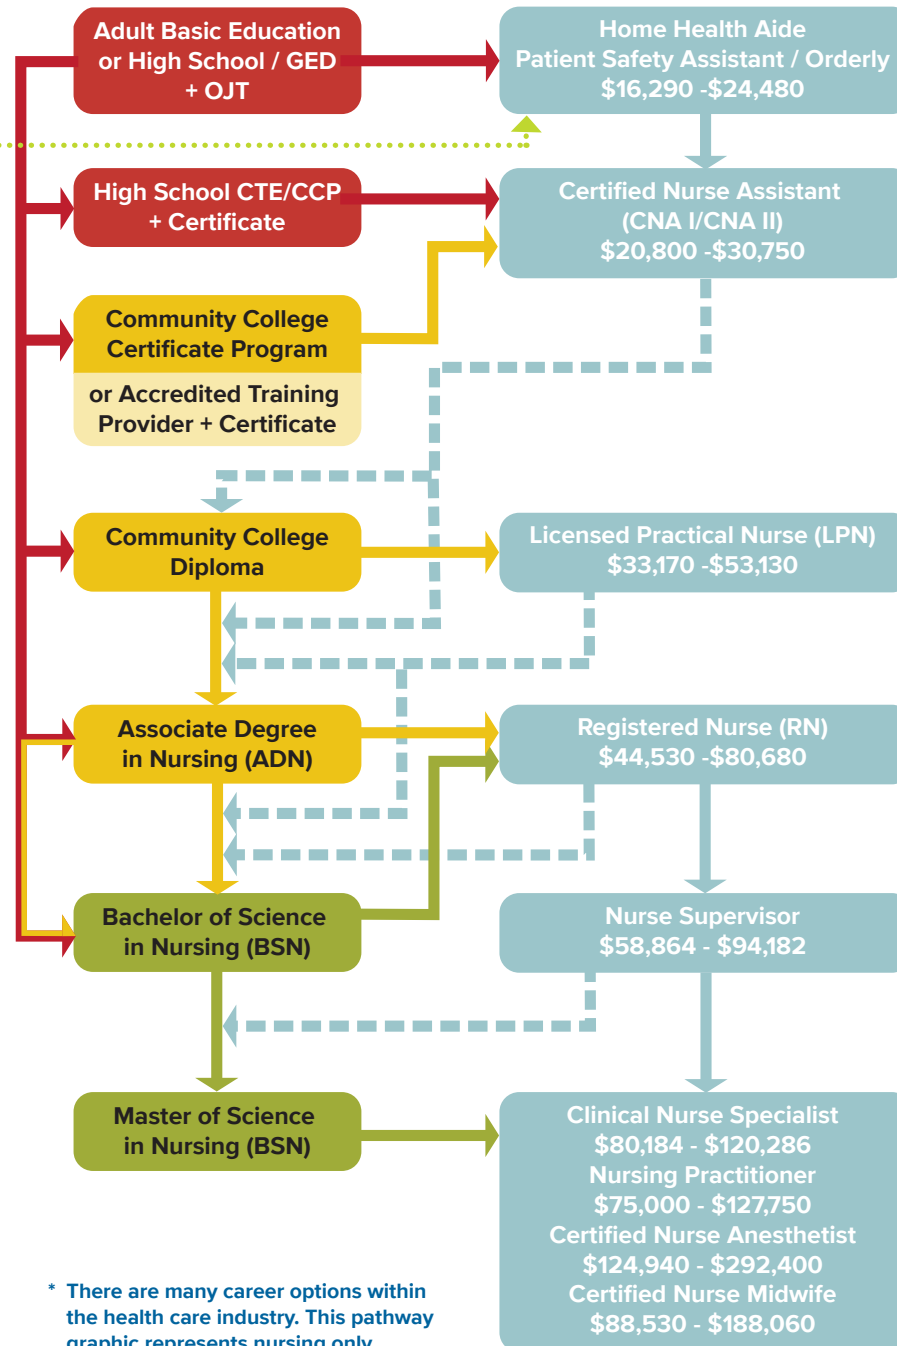 Adult Basic Education
or High School / GED
+ OJT
Home Health Aide
Patient Safety Assistant / Orderly
$16,290 -$24,480
High School CTE/CCP
+ Certificate
Certified Nurse Assistant
(CNA I/CNA II)
$20,800 -$30,750
Community College
Certificate Program
or Accredited Training
Provider + Certificate
Community College
Diploma
Licensed Practical Nurse (LPN)
$33,170 -$53,130
Associate Degree
in Nursing (ADN)
Registered Nurse (RN)
$44,530 -$80,680
Bachelor of Science
in Nursing (BSN)
Nurse Supervisor
$58,864 - $94,182
Master of Science
in Nursing (BSN)
Clinical Nurse Specialist
$80,184 - $120,286
Nursing Practitioner
$75,000 - $127,750
Certified Nurse Anesthetist
$124,940 - $292,400
Certified Nurse Midwife
$88,530 - $188,060
* There are many career options within
the health care industry. This pathway
graphic represents nursing only